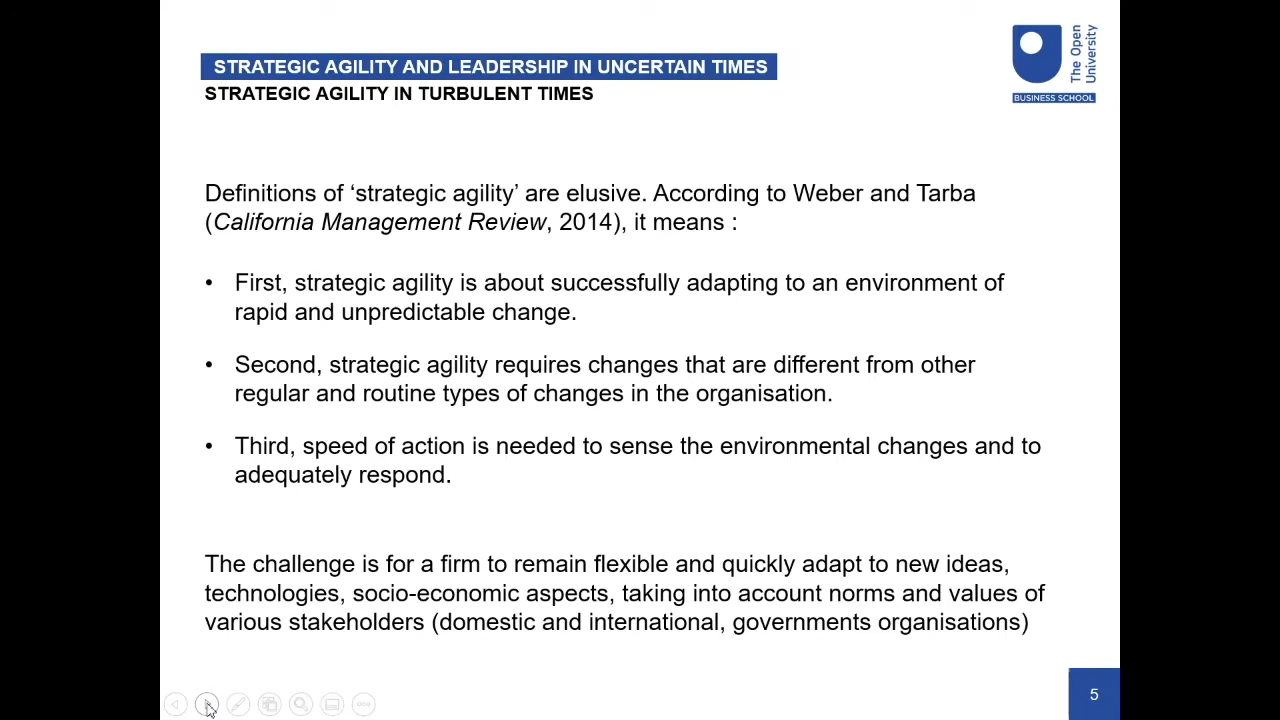 STRATEGIC AGILITY AND LEADERSHIP IN UNCERTAIN TIMES
STRATEGIC AGILITY IN TURBULENT TIMES
The Open
University
BUSINESS SCHOOL
Definitions of ‘strategic agility’ are elusive. According to Weber and Tarba
(California Management Review, 2014), it means :
• First, strategic agility is about successfully adapting to an environment of
rapid and unpredictable change.
• Second, strategic agility requires changes that are different from other
regular and routine types of changes in the organisation.
• Third, speed of action is needed to sense the environmental changes and to
adequately respond.
The challenge is for a firm to remain flexible and quickly adapt to new ideas,
technologies, socio-economic aspects, taking into account norms and values of
various stakeholders (domestic and international, governments organisations)
5